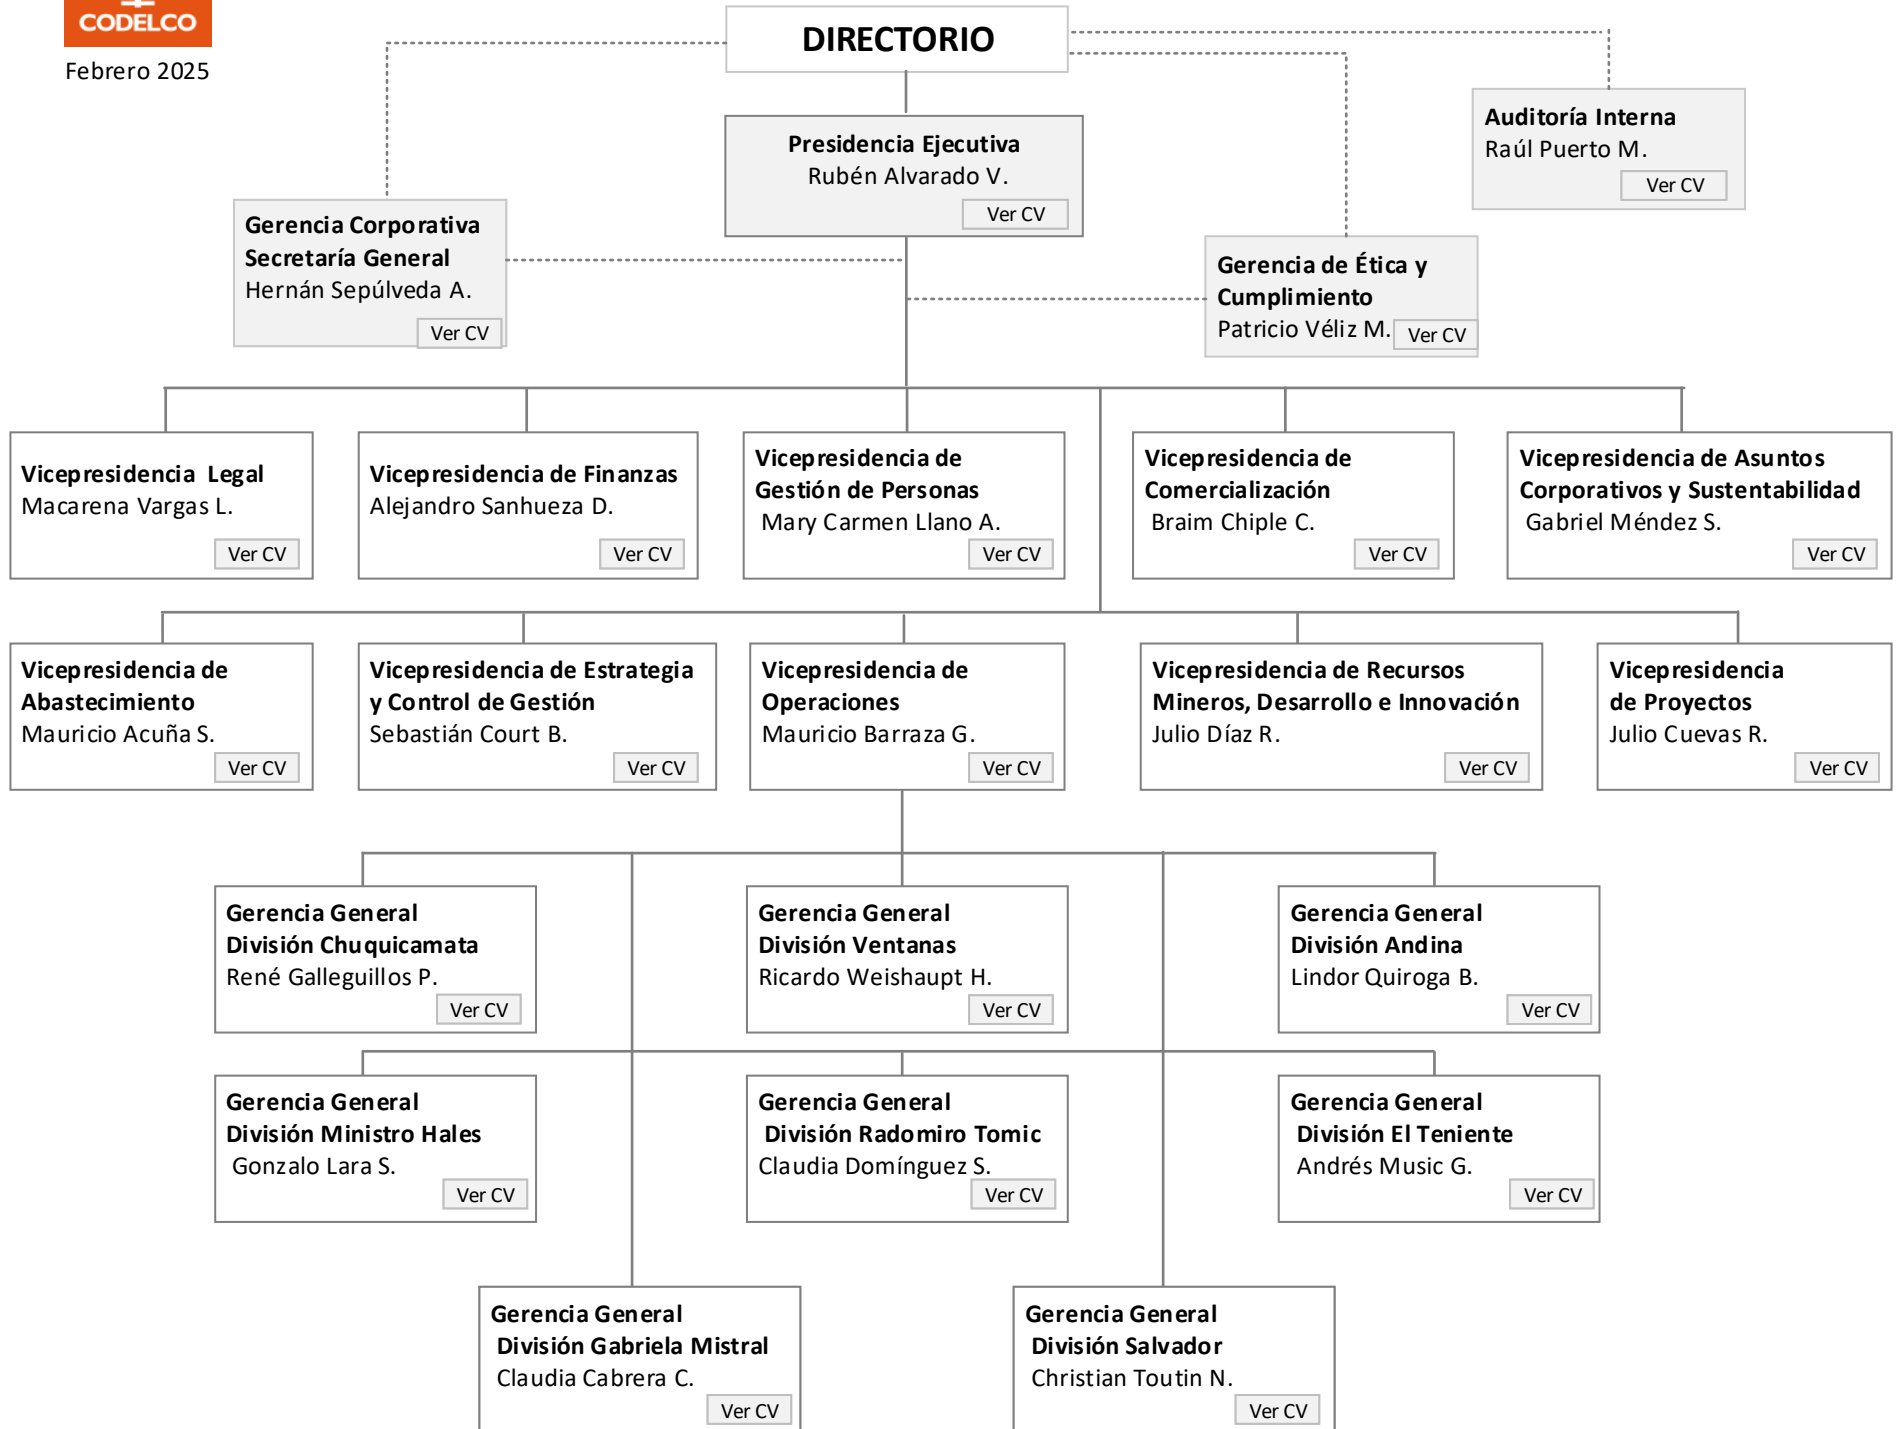 CODELCO
Febrero 2025
DIRECTORIO
Auditoría Interna
Raúl Puerto M.
Ver CV
Presidencia Ejecutiva
Rubén Alvarado V.
Ver CV
Gerencia Corporativa
Secretaría General
Hernán Sepúlveda A.
Ver CV
Gerencia de Ética y
Cumplimiento
Patricio Véliz M.
Ver CV
Vicepresidencia Legal
Macarena Vargas L.
Ver CV
Vicepresidencia de Finanzas
Alejandro Sanhueza D.
Ver CV
Vicepresidencia de
Gestión de Personas
Mary Carmen Llano A.
Ver CV
Vicepresidencia de
Comercialización
Braim Chiple C.
Ver CV
Vicepresidencia de Asuntos
Corporativos y Sustentabilidad
Gabriel Méndez S.
Ver CV
Vicepresidencia de
Abastecimiento
Mauricio Acuña S.
Ver CV
Vicepresidencia de Estrategia
y Control de Gestión
Sebastián Court B.
Ver CV
Vicepresidencia de
Operaciones
Mauricio Barraza G.
Ver CV
Vicepresidencia de Recursos
Mineros, Desarrollo e Innovación
Julio Díaz R.
Ver CV
Vicepresidencia
de Proyectos
Julio Cuevas R.
Ver CV
Gerencia General
División Chuquicamata
René Galleguillos P.
Ver CV
Gerencia General
División Ventanas
Ricardo Weishaupt H.
Ver CV
Gerencia General
División Andina
Lindor Quiroga B.
Ver CV
Gerencia General
División Ministro Hales
Gonzalo Lara S.
Ver CV
Gerencia General
División Radomiro Tomic
Claudia Domínguez S.
Ver CV
Gerencia General
División El Teniente
Andrés Music G.
Ver CV
Gerencia General
División Gabriela Mistral
Claudia Cabrera C.
Ver CV
Gerencia General
División Salvador
Christian Toutin N.
Ver CV